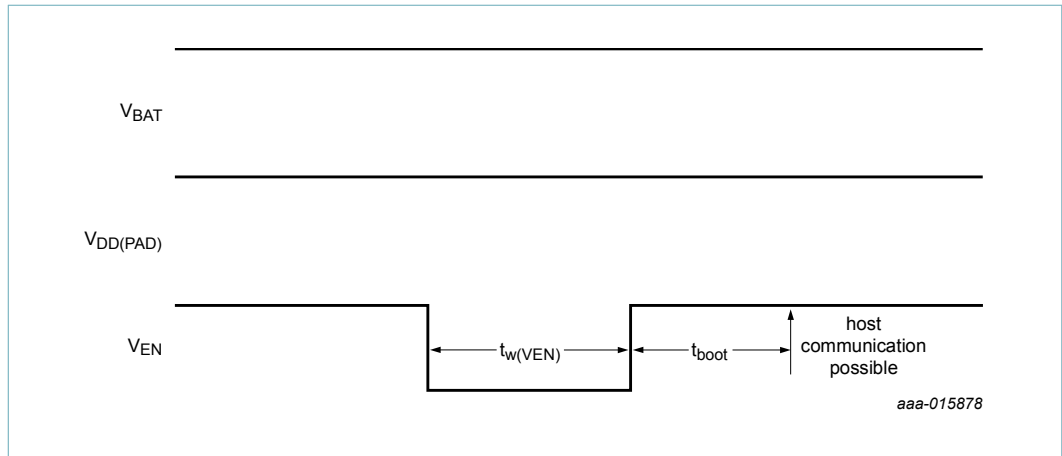 VBAT
VDD(PAD)
VEN
tw(VEN)
tboot
host
communication
possible
aaa-015878